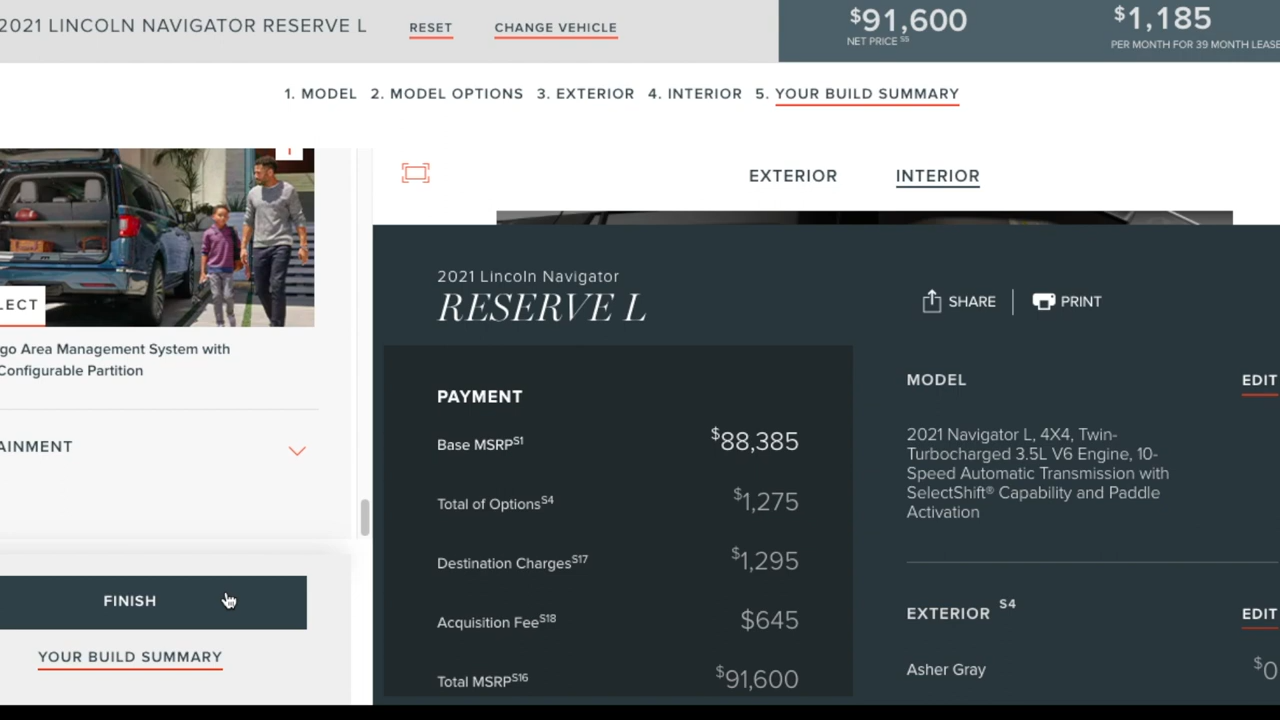 2021 LINCOLN NAVIGATOR RESERVE L
RESET
CHANGE VEHICLE
$91,600
NET PRICE SS
$1,185
PER MONTH FOR 39 MONTH LEASE
1. MODEL 2. MODEL OPTIONS 3. EXTERIOR 4. INTERIOR 5. YOUR BUILD SUMMARY
EXTERIOR
INTERIOR
LECT
go Area Management System with
Configurable Partition
AINMENT
FINISH
YOUR BUILD SUMMARY
2021 Lincoln Navigator
RESERVE L
SHARE
PRINT
PAYMENT
Base MSRP S1 $88,385
Total of Options S4 $1,275
Destination Charges S17 $1,295
Acquisition Fee S18 $645
Total MSRP S16 $91,600
MODEL
EDIT
2021 Navigator L, 4X4, Twin-
Turbocharged 3.5L V6 Engine, 10-
Speed Automatic Transmission with
SelectShift® Capability and Paddle
Activation
EXTERIOR S4
EDIT
Asher Gray $0